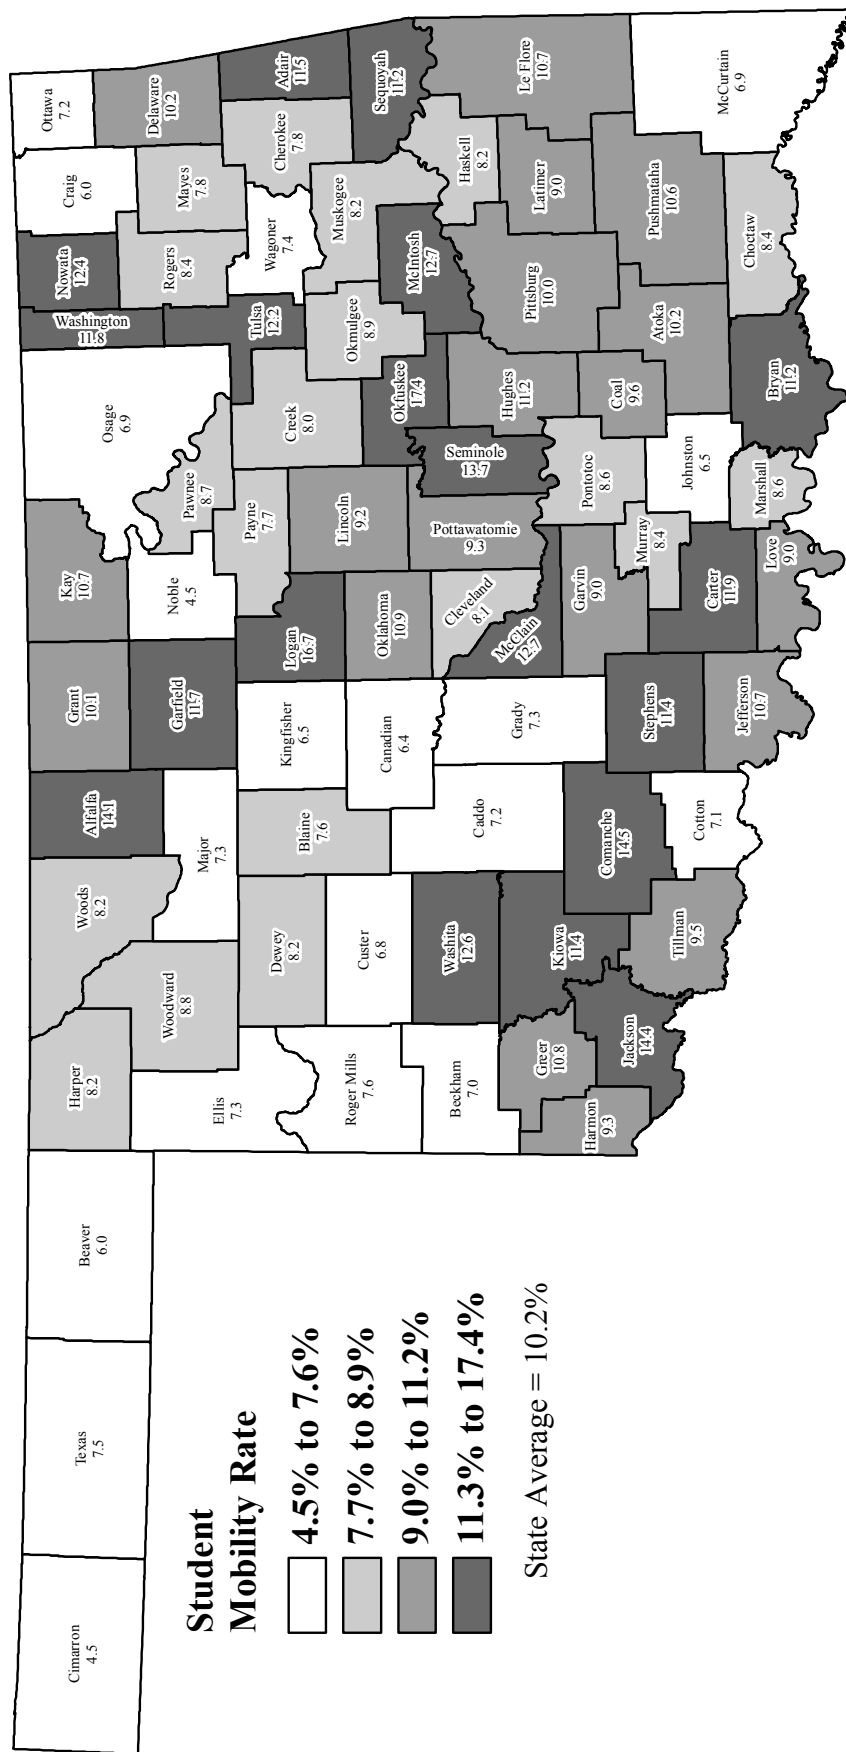 Cimarron
4.5
Texas
7.5
Beaver
6.0
Harper
8.2
Woods
8.2
Alfalfa
14.1
Grant
10.1
Kay
10.7
Osage
6.9
Washington
11.8
Nowata
12.4
Craig
6.0
Ottawa
7.2
Ellis
7.3
Woodward
8.8
Major
7.3
Garfield
11.7
Noble
4.5
Pawnee
8.7
Rogers
8.4
Mayes
7.8
Delaware
10.2
Roger Mills
7.6
Dewey
8.2
Blaine
7.6
Kingfisher
6.5
Logan
16.7
Payne
7.7
Creek
8.0
Tulsa
12.2
Wagoner
7.4
Cherokee
7.8
Adair
11.5
Custer
6.8
Canadian
6.4
Oklahoma
10.9
Lincoln
9.2
Okmulgee
8.9
Muskogee
8.2
Sequoyah
11.2
Beckham
7.0
Washita
12.6
Caddo
7.2
Grady
7.3
Cleveland
8.1
McClain
12.7
Pottawatomie
9.3
Seminole
13.7
Okfuskee
17.4
McIntosh
12.7
Haskell
8.2
Le Flore
10.7
Harmon
9.3
Greer
10.8
Kiowa
11.4
Comanche
14.5
Stephens
11.4
Garvin
9.0
Murray
8.4
Pontotoc
8.6
Hughes
11.2
Coal
9.6
Pittsburg
10.0
Latimer
9.0
Jackson
14.4
Tillman
9.5
Cotton
7.1
Jefferson
10.7
Carter
11.9
Love
9.0
Johnston
6.5
Marshall
8.6
Atoka
10.2
Bryan
11.2
Pushmataha
10.6
Choctaw
8.4
McCurtain
6.9
Student
Mobility Rate
4.5% to 7.6%
7.7% to 8.9%
9.0% to 11.2%
11.3% to 17.4%
State Average = 10.2%